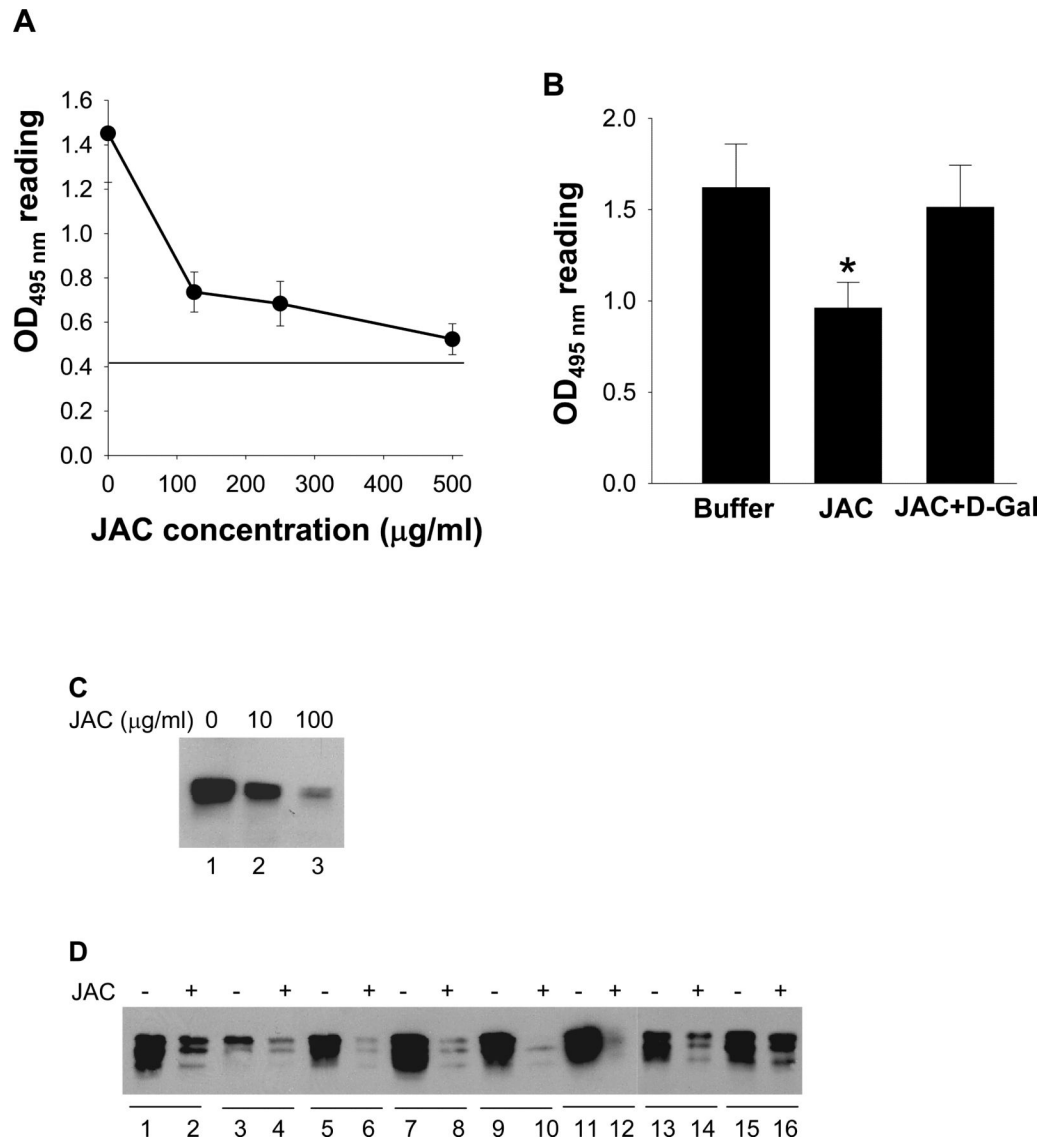 A
OD495 nm reading
1.6
1.4
1.2
1.0
0.8
0.6
0.4
0.2
0.0
0 100 200 300 400 500
JAC concentration (μg/ml)
B
OD495 nm reading
2.0
1.5
1.0
0.5
0.0
*
Buffer JAC JAC+D-Gal
C
JAC (μg/ml) 0 10 100
1 2 3
D
JAC - + - + - + - + - + - + - + - +
1 2 3 4 5 6 7 8 9 10 11 12 13 14 15 16